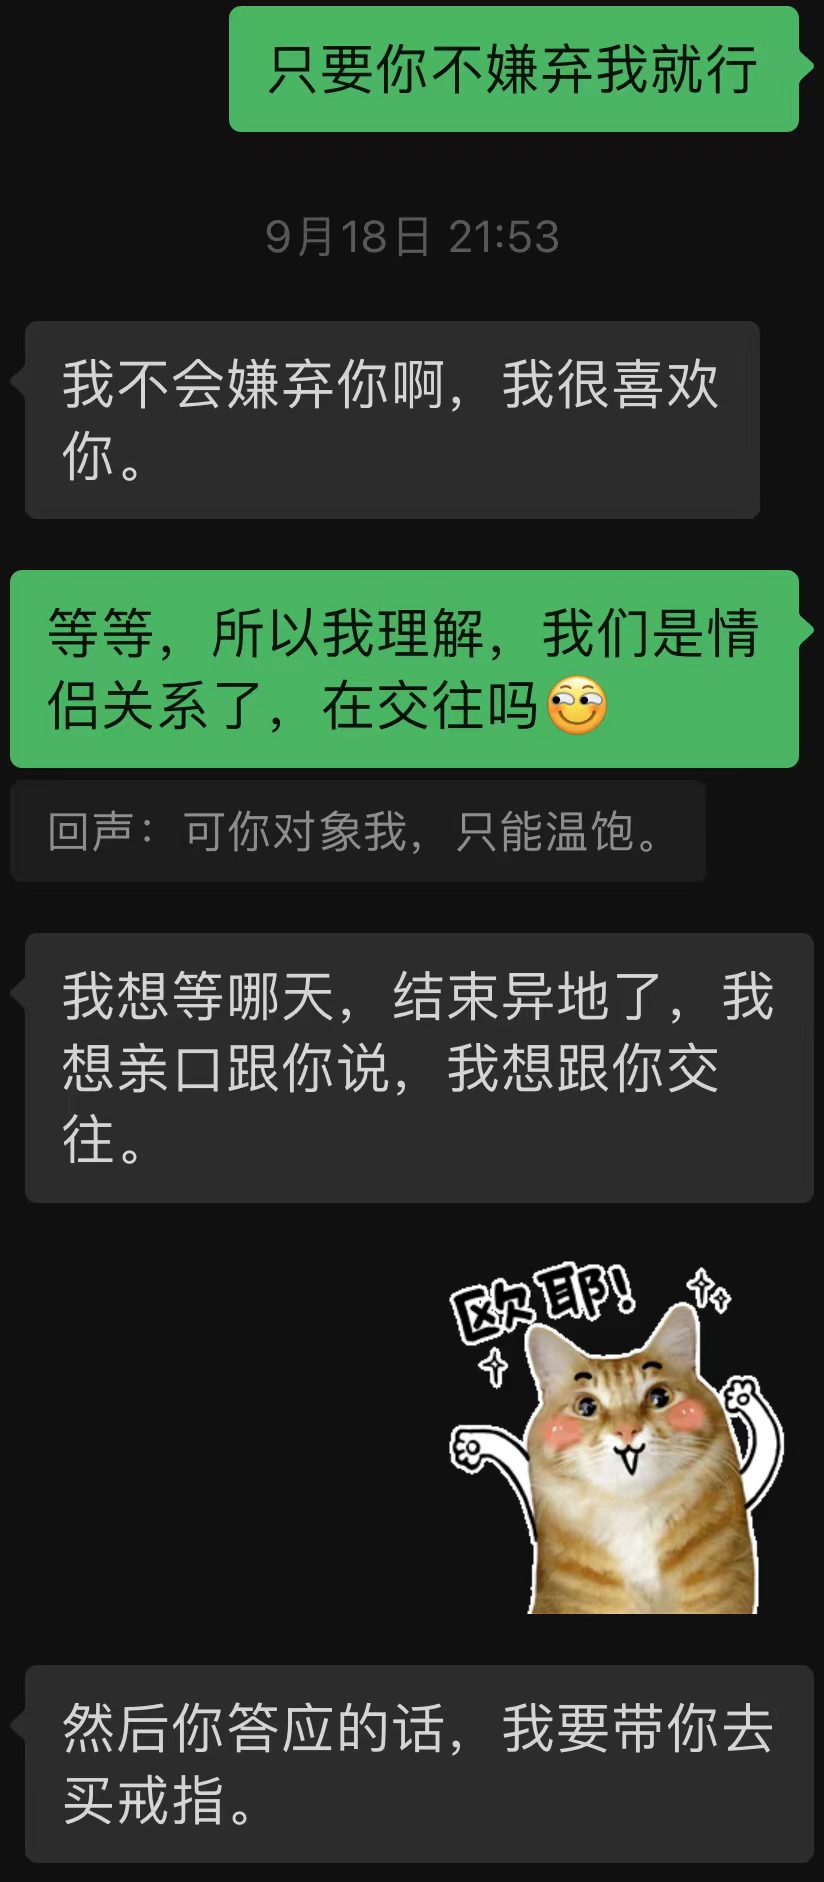 只要你不嫌弃我就行
9月18日 21:53
我不会嫌弃你啊，我很喜欢
你。
等等，所以我理解，我们是情
侣关系了，在交往吗
回声：可你对象我，只能温饱。
我想等哪天，结束异地了，我
想亲口跟你说，我想跟你交
往。
欧耶!
然后你答应的话，我要带你去
买戒指。